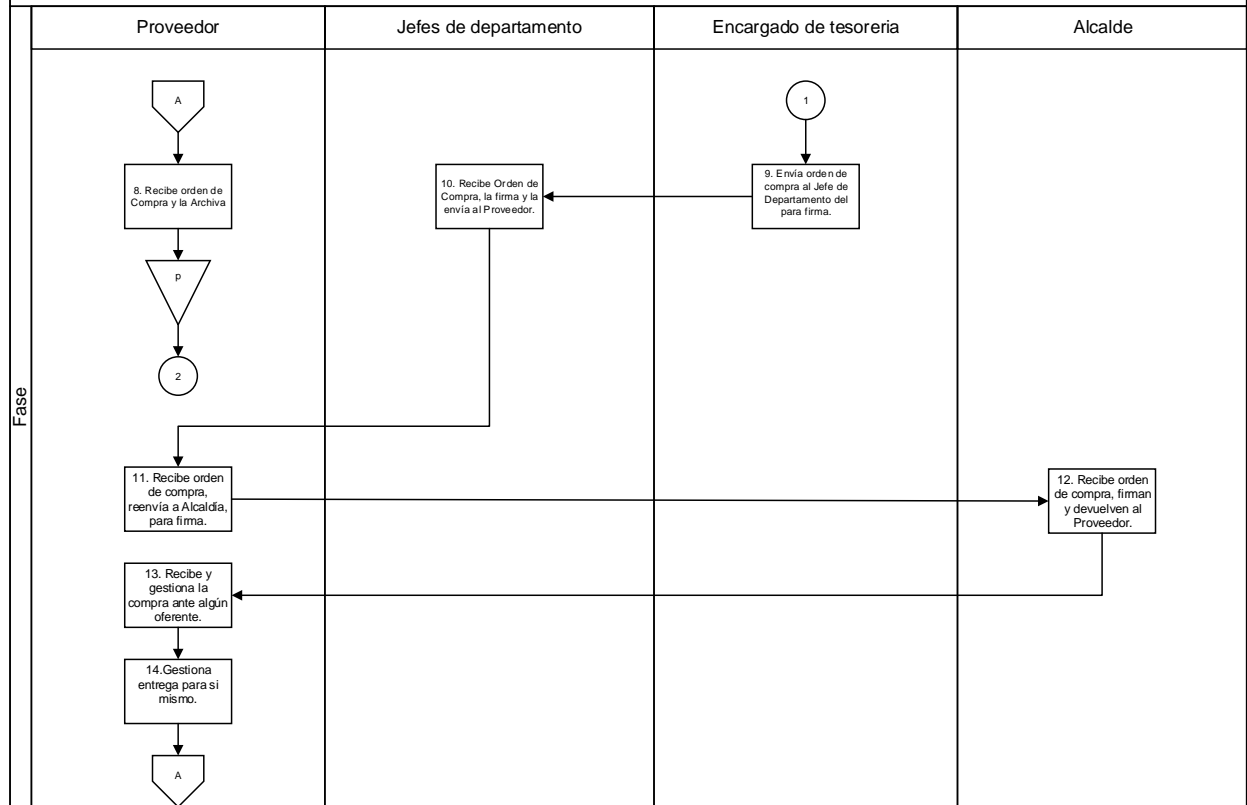 Proveedor
Jefes de departamento
Encargado de tesoreria
Alcalde
Fase
A
1
8. Recibe orden de
Compra y la Archiva
10. Recibe Orden de
Compra, la firma y la
envía al Proveedor.
9. Envía orden de
compra al Jefe de
Departamento del
para firma.
p
2
11. Recibe orden
de compra,
reenvía a Alcaldía,
para firma.
12. Recibe orden
de compra, firman
y devuelven al
Proveedor.
13. Recibe y
gestiona la
compra ante algún
oferente.
14.Gestiona
entrega para si
mismo.
A